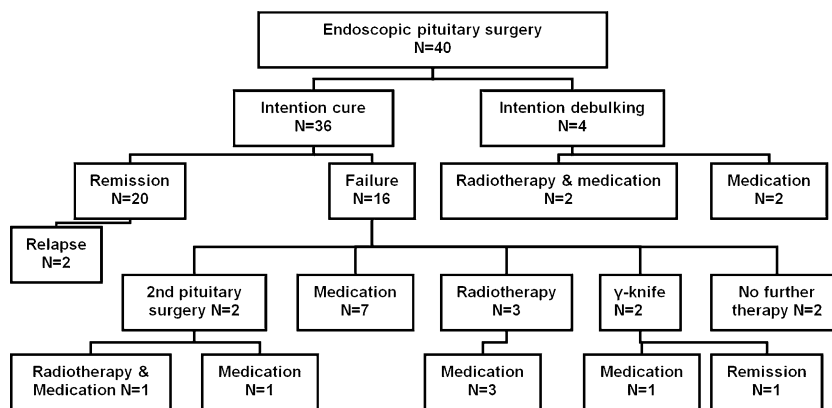 Endoscopic pituitary surgery
N=40
Intention cure
N=36
Intention debulking
N=4
Remission
N=20
Failure
N=16
Radiotherapy & medication
N=2
Medication
N=2
Relapse
N=2
2nd pituitary
surgery N=2
Medication
N=7
Radiotherapy
N=3
γ-knife
N=2
No further
therapy N=2
Radiotherapy &
Medication N=1
Medication
N=1
Medication
N=3
Medication
N=1
Remission
N=1